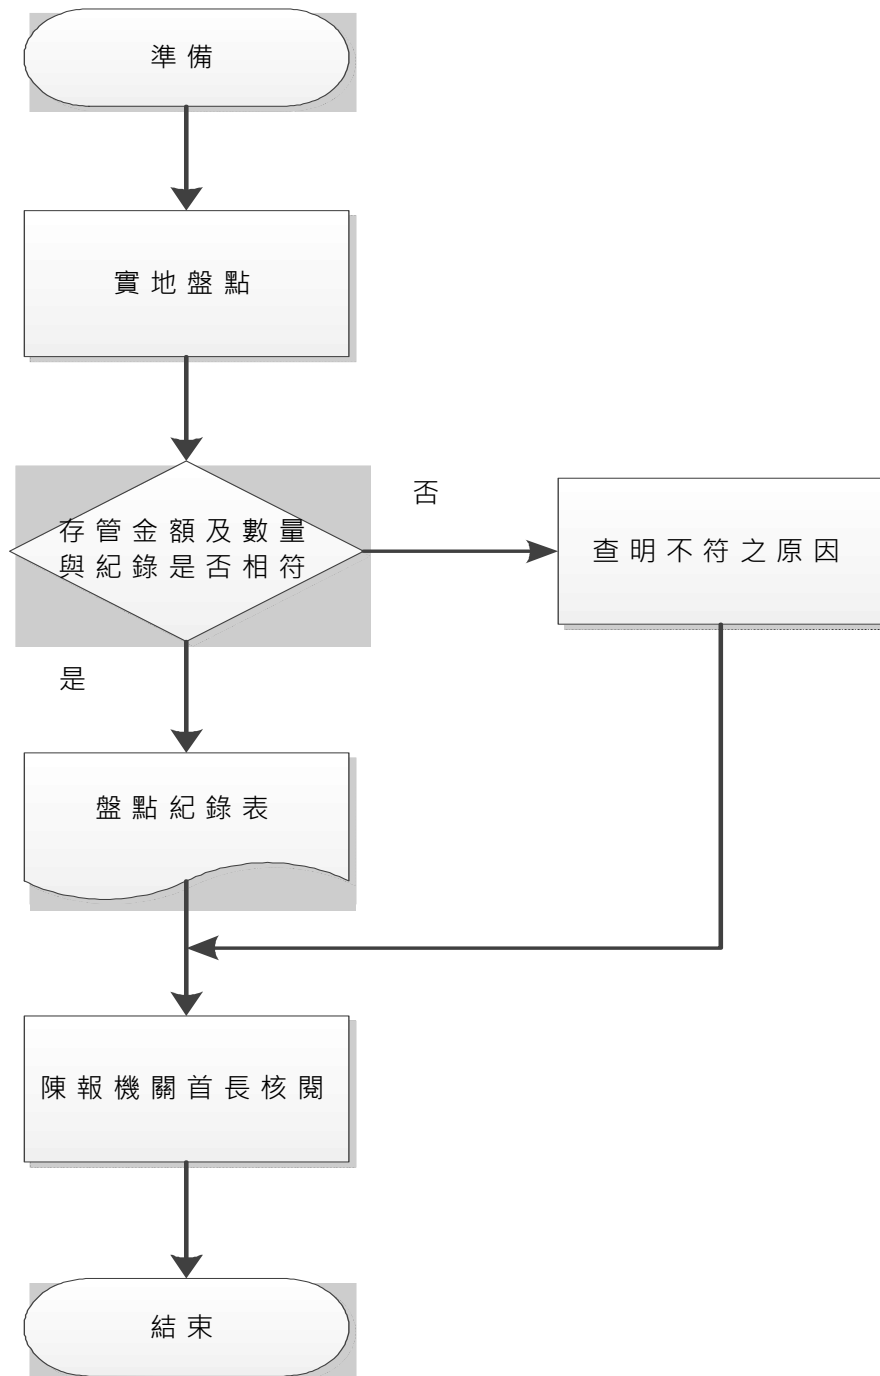 準備
實地盤點
存管金額及數量
與紀錄是否相符
否
查明不符之原因
是
盤點紀錄表
陳報機關首長核閱
結束